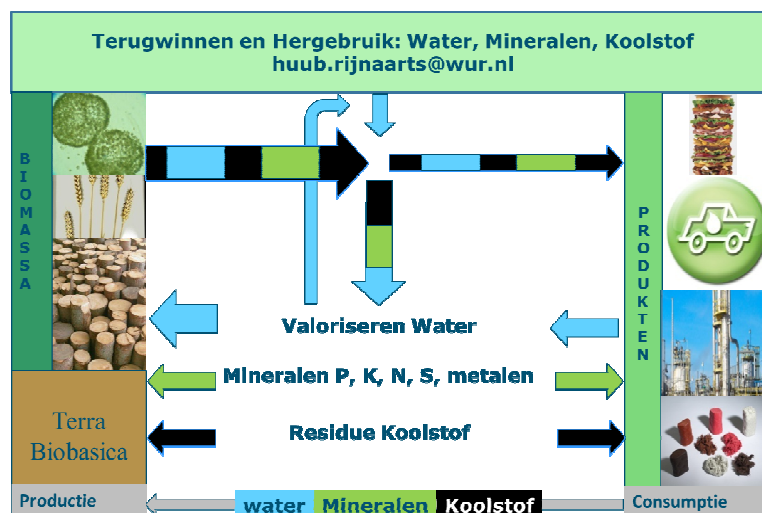 Terugwinnen en Hergebruik: Water, Mineralen, Koolstof
huub.rijnaarts@wur.nl
BIOMASSA
PRODUKTEN
Valoriseren Water
Mineralen P, K, N, S, metalen
Residue Koolstof
Terra
Biobasica
Productie
water Mineralen Koolstof
Consumptie